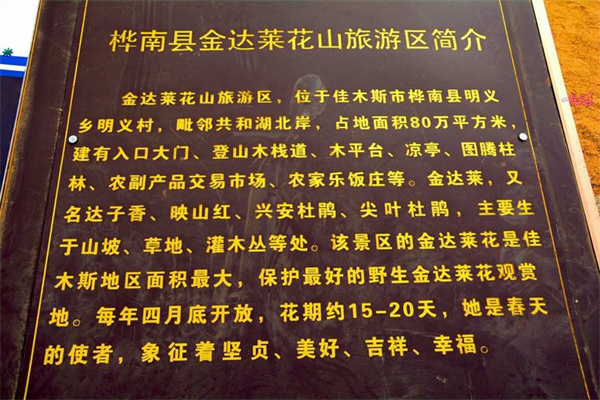 桦南县金达莱花山旅游区简介
金达莱花山旅游区，位于佳木斯市桦南县明义
乡明义村，毗邻共和湖北岸，占地面积80万平方米，
建有入口大门、登山木栈道、木平台、凉亭、图腾柱
林、农副产品交易市场、农家乐饭庄等。金达莱，又
名达子香、映山红、兴安杜鹃、尖叶杜鹃，主要生
于山坡、草地、灌木丛等处。该景区的金达莱花是佳
木斯地区面积最大，保护最好的野生金达莱花观赏
地。每年四月底开放，花期约15-20天，她是春天
的使者，象征着坚贞、美好、吉祥、幸福。